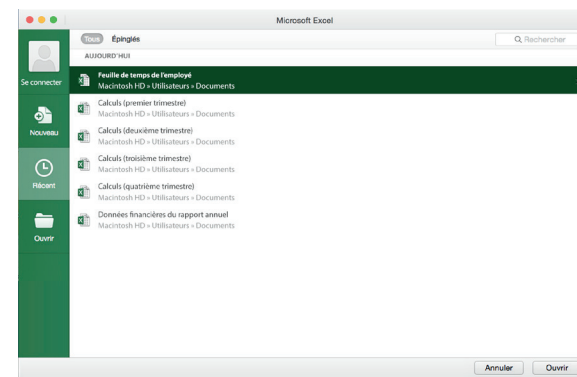 Microsoft Excel
Tous Épinglés
Rechercher
AUJOURD'HUI
Se connecter
Nouveau
Récent
Ouvrir
Feuille de temps de l'employé
Macintosh HD » Utilisateurs » Documents
Calculs (premier trimestre)
Macintosh HD » Utilisateurs » Documents
Calculs (deuxième trimestre)
Macintosh HD » Utilisateurs » Documents
Calculs (troisième trimestre)
Macintosh HD » Utilisateurs » Documents
Calculs (quatrième trimestre)
Macintosh HD » Utilisateurs » Documents
Données financières du rapport annuel
Macintosh HD » Utilisateurs » Documents
Annuler
Ouvrir